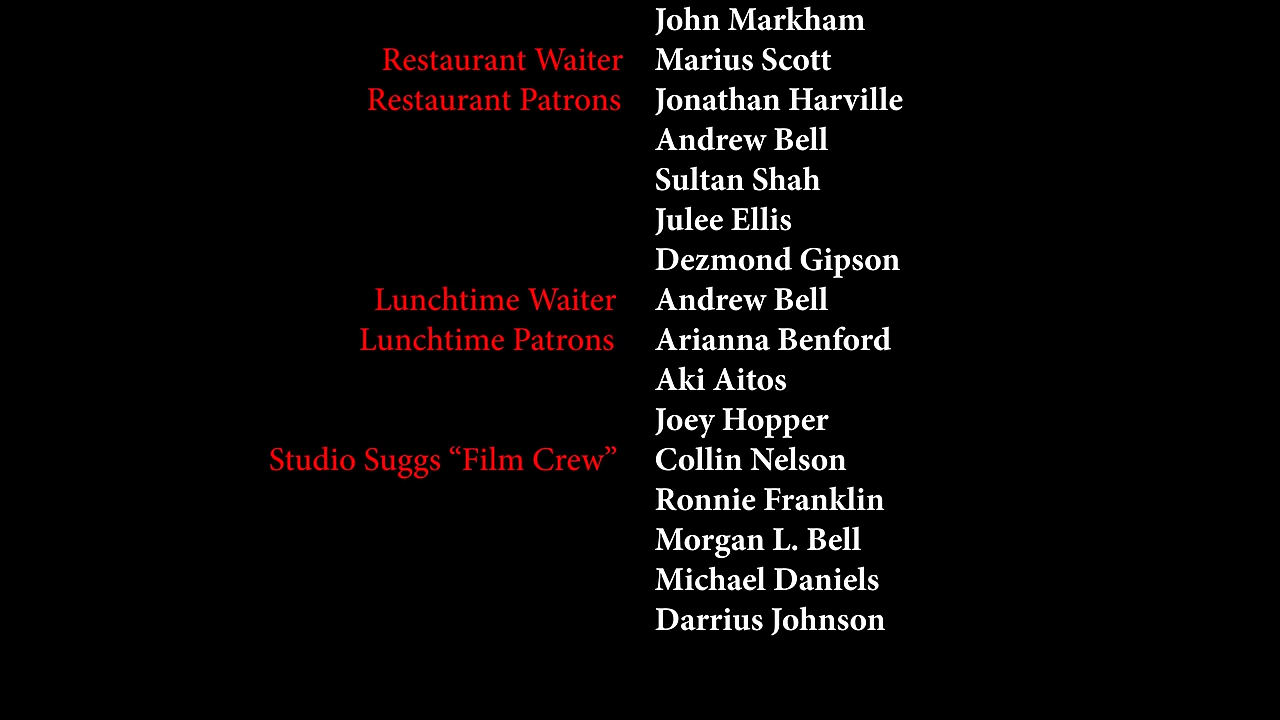 John Markham
Restaurant Waiter Marius Scott
Restaurant Patrons Jonathan Harville
Andrew Bell
Sultan Shah
Julee Ellis
Dezmond Gipson
Lunchtime Waiter Andrew Bell
Lunchtime Patrons Arianna Benford
Aki Aitos
Joey Hopper
Studio Suggs “Film Crew” Collin Nelson
Ronnie Franklin
Morgan L. Bell
Michael Daniels
Darrius Johnson